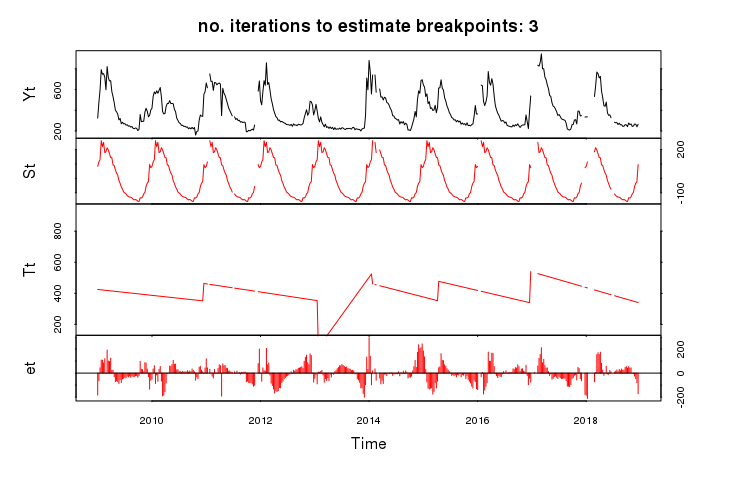 no. iterations to estimate breakpoints: 3
Yt
200 600
St
-100 200
Tt
200 400 600 800
et
-200 0 200
2010 2012 2014 2016 2018
Time